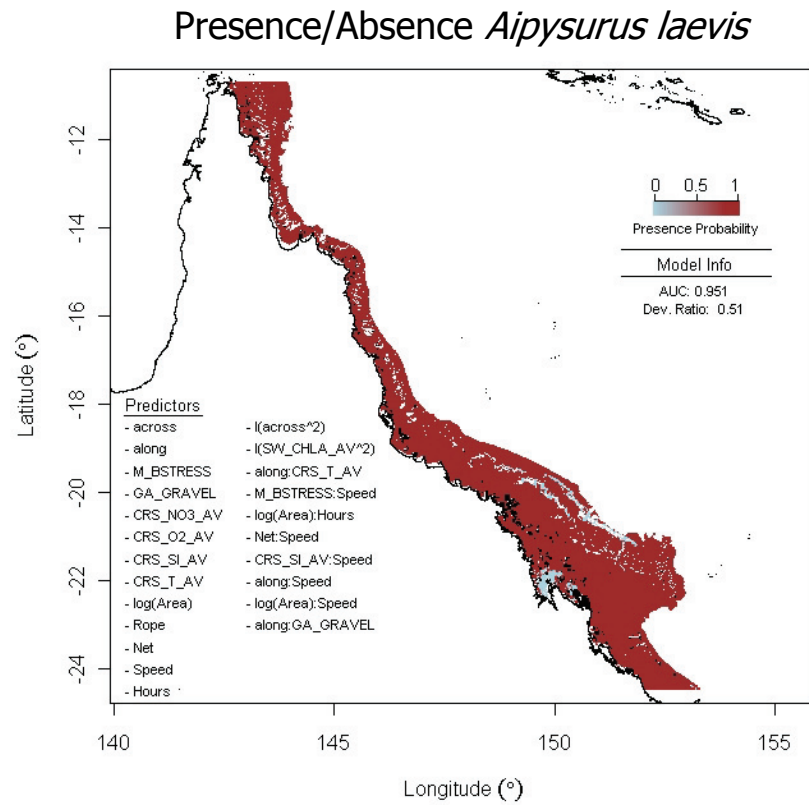 Presence/Absence Aipysurus laevis
0 0.5 1
Presence Probability
Model Info
AUC: 0.951
Dev. Ratio: 0.51
Latitude (°)
-12
-14
-16
-18
-20
-22
-24
Predictors
- across - I(across^2)
- along - I(SW_CHLA_AV^2)
- M_BSTRESS - along:CRS_T_AV
- GA_GRAVEL - M_BSTRESS:Speed
- CRS_NO3_AV - log(Area):Hours
- CRS_O2_AV - Net:Speed
- CRS_SI_AV - CRS_SI_AV:Speed
- CRS_T_AV - along:Speed
- log(Area) - log(Area):Speed
- Rope - along:GA_GRAVEL
- Net
- Speed
- Hours
140 145 150 155
Longitude (°)